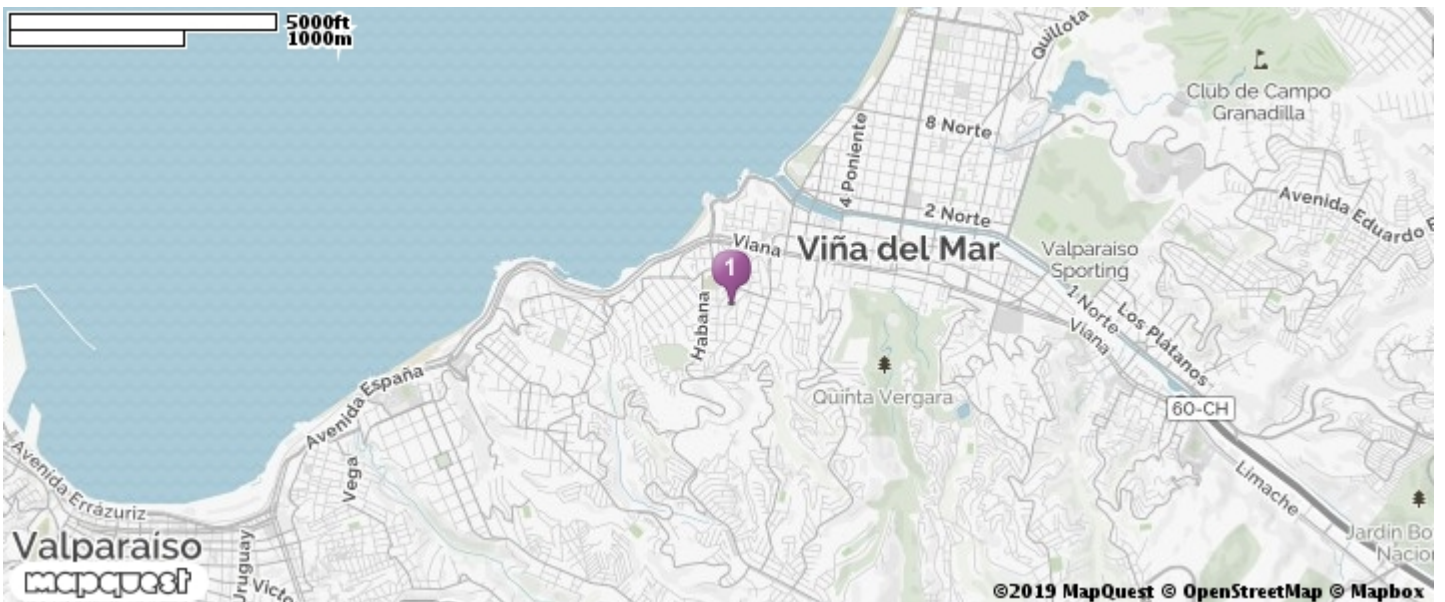 5000ft
1000m
Quillota
Club de Campo
Granadilla
8 Norte
4 Poniente
Avenida Eduardo
2 Norte
Viana
Viña del Mar
Valparaiso
Sporting
1
Habana
1 Norte
Los Plátanos
Viana
Avenida España
Quinta Vergara
60-CH
Avenida Errázuriz
Vega
Limache
Valparaíso
Uruguay
Jardín Bo
Nacio
mapquest
Victo
©2019 MapQuest © OpenStreetMap © Mapbox